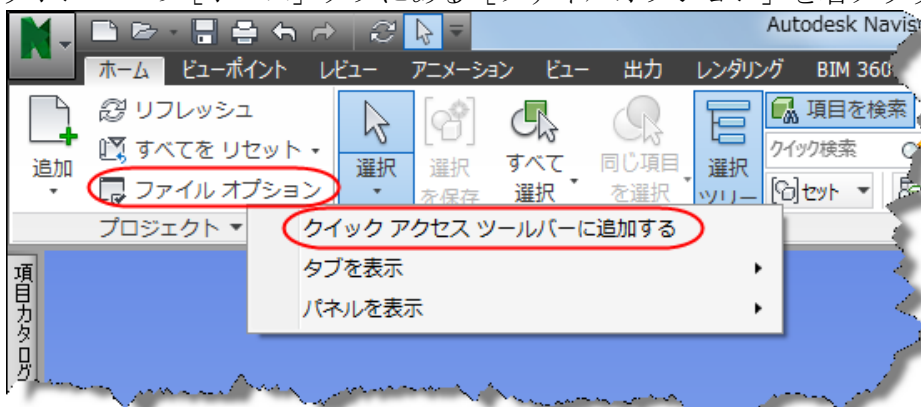 Autodesk Navis
ホーム ビューポイント レビュー アニメーション ビュー 出力 レンダリング BIM 360
追加
リフレッシュ
すべてを リセット
ファイル オプション
プロジェクト
選択
選択
を保存
すべて
選択
同じ項目
を選択
選択
ツリー
項目を検索
クイック検索
セット
クイック アクセス ツールバーに追加する
タブを表示
パネルを表示
項目カタログ